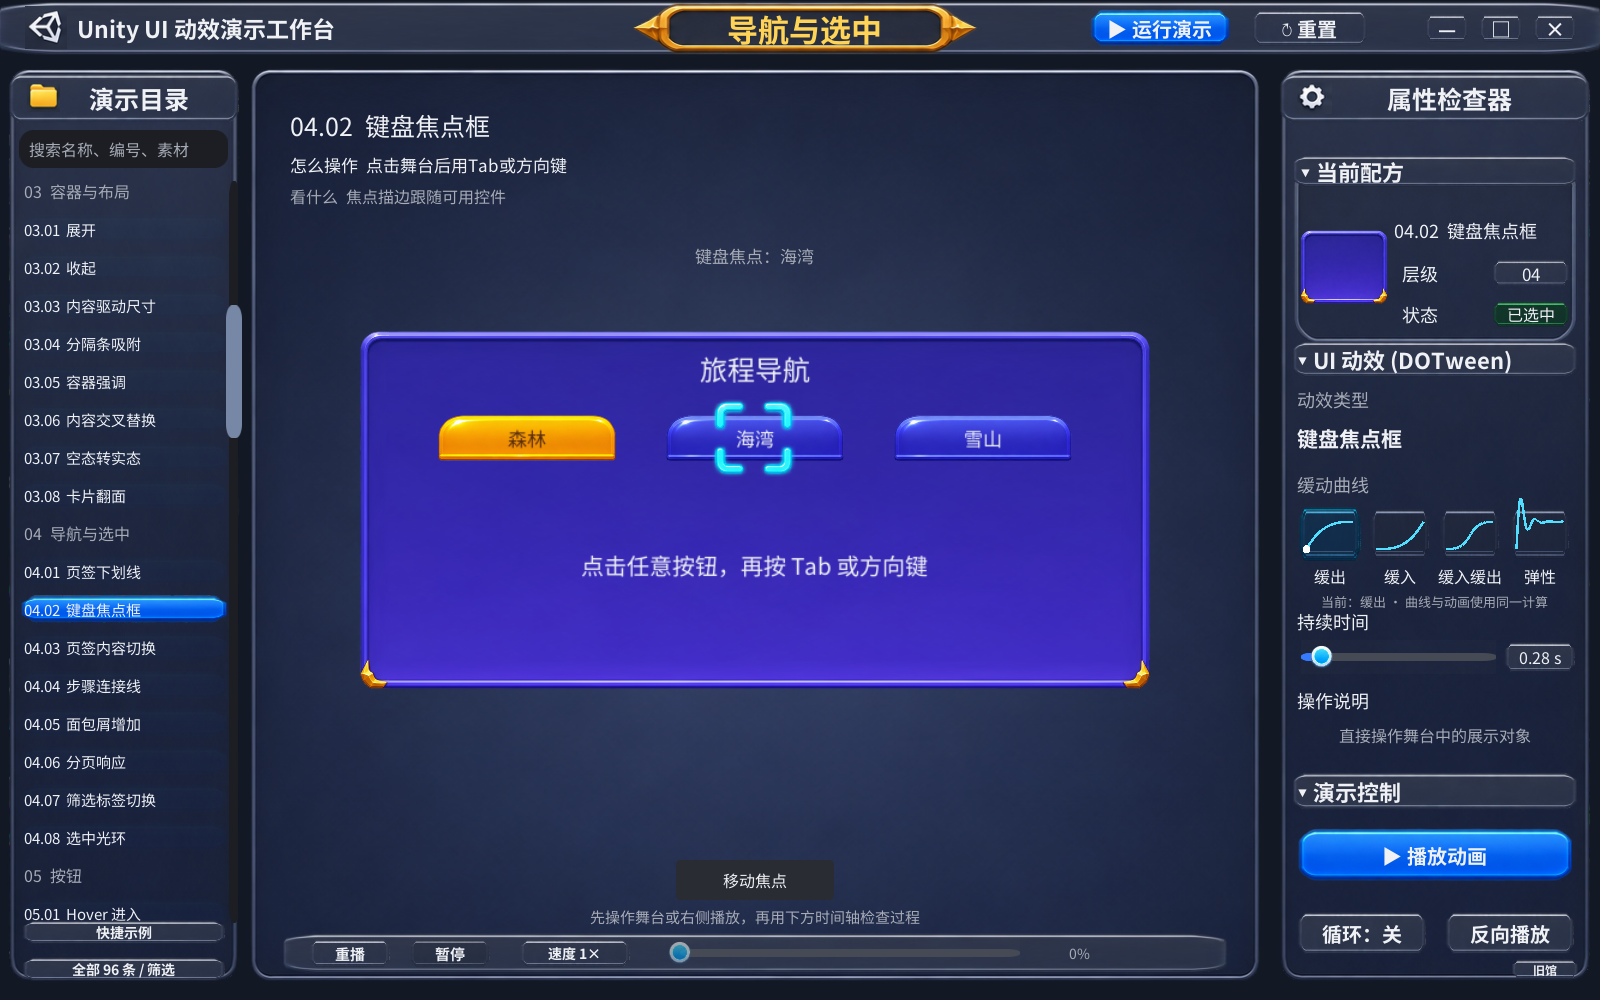 Unity UI 动效演示工作台
导航与选中
▶ 运行演示
↻ 重置
演示目录
搜索名称、编号、素材
03 容器与布局
03.01 展开
03.02 收起
03.03 内容驱动尺寸
03.04 分隔条吸附
03.05 容器强调
03.06 内容交叉替换
03.07 空态转实态
03.08 卡片翻面
04 导航与选中
04.01 页签下划线
04.02 键盘焦点框
04.03 页签内容切换
04.04 步骤连接线
04.05 面包屑增加
04.06 分页响应
04.07 筛选标签切换
04.08 选中光环
05 按钮
05.01 Hover 进入
快捷示例
全部 96 条 / 筛选
04.02 键盘焦点框
怎么操作 点击舞台后用Tab或方向键
看什么 焦点描边跟随可用控件
键盘焦点：海湾
旅程导航
森林
海湾
雪山
点击任意按钮，再按 Tab 或方向键
移动焦点
先操作舞台或右侧播放，再用下方时间轴检查过程
重播
暂停
速度 1×
0%
属性检查器
▼ 当前配方
04.02 键盘焦点框
层级
04
状态
已选中
▼ UI 动效 (DOTween)
动效类型
键盘焦点框
缓动曲线
缓出
缓入
缓入缓出
弹性
当前：缓出 · 曲线与动画使用同一计算
持续时间
0.28 s
操作说明
直接操作舞台中的展示对象
▼ 演示控制
▶ 播放动画
循环：关
反向播放
旧馆